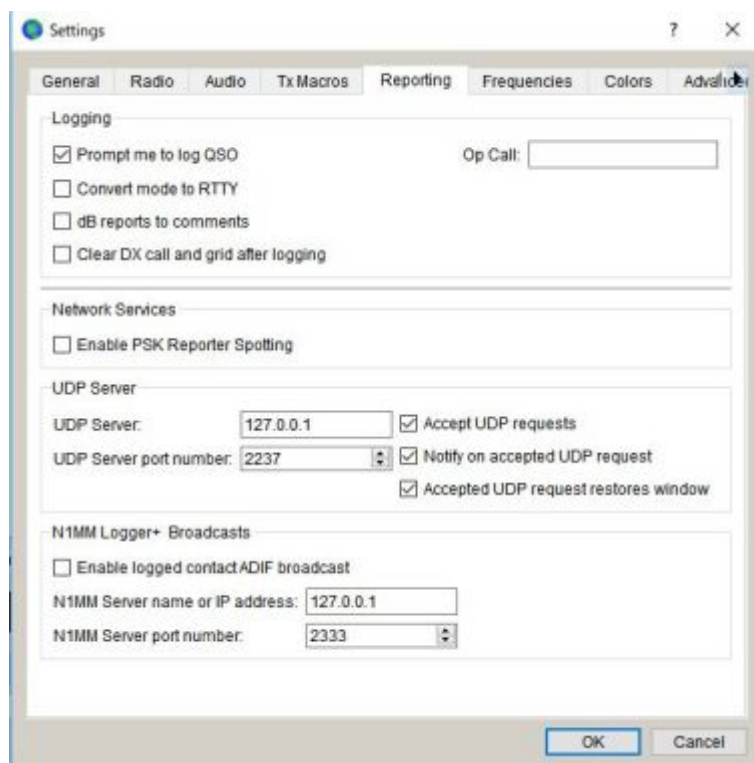 Settings
General Radio Audio Tx Macros Reporting Frequencies Colors
Logging
Prompt me to log QSO Op Call:
Convert mode to RTTY
dB reports to comments
Clear DX call and grid after logging
Network Services
Enable PSK Reporter Spotting
UDP Server
UDP Server: 127.0.0.1 Accept UDP requests
UDP Server port number: 2237 Notify on accepted UDP request
Accepted UDP request restores window
N1MM Logger+ Broadcasts
Enable logged contact ADIF broadcast
N1MM Server name or IP address: 127.0.0.1
N1MM Server port number: 2333
OK Cancel